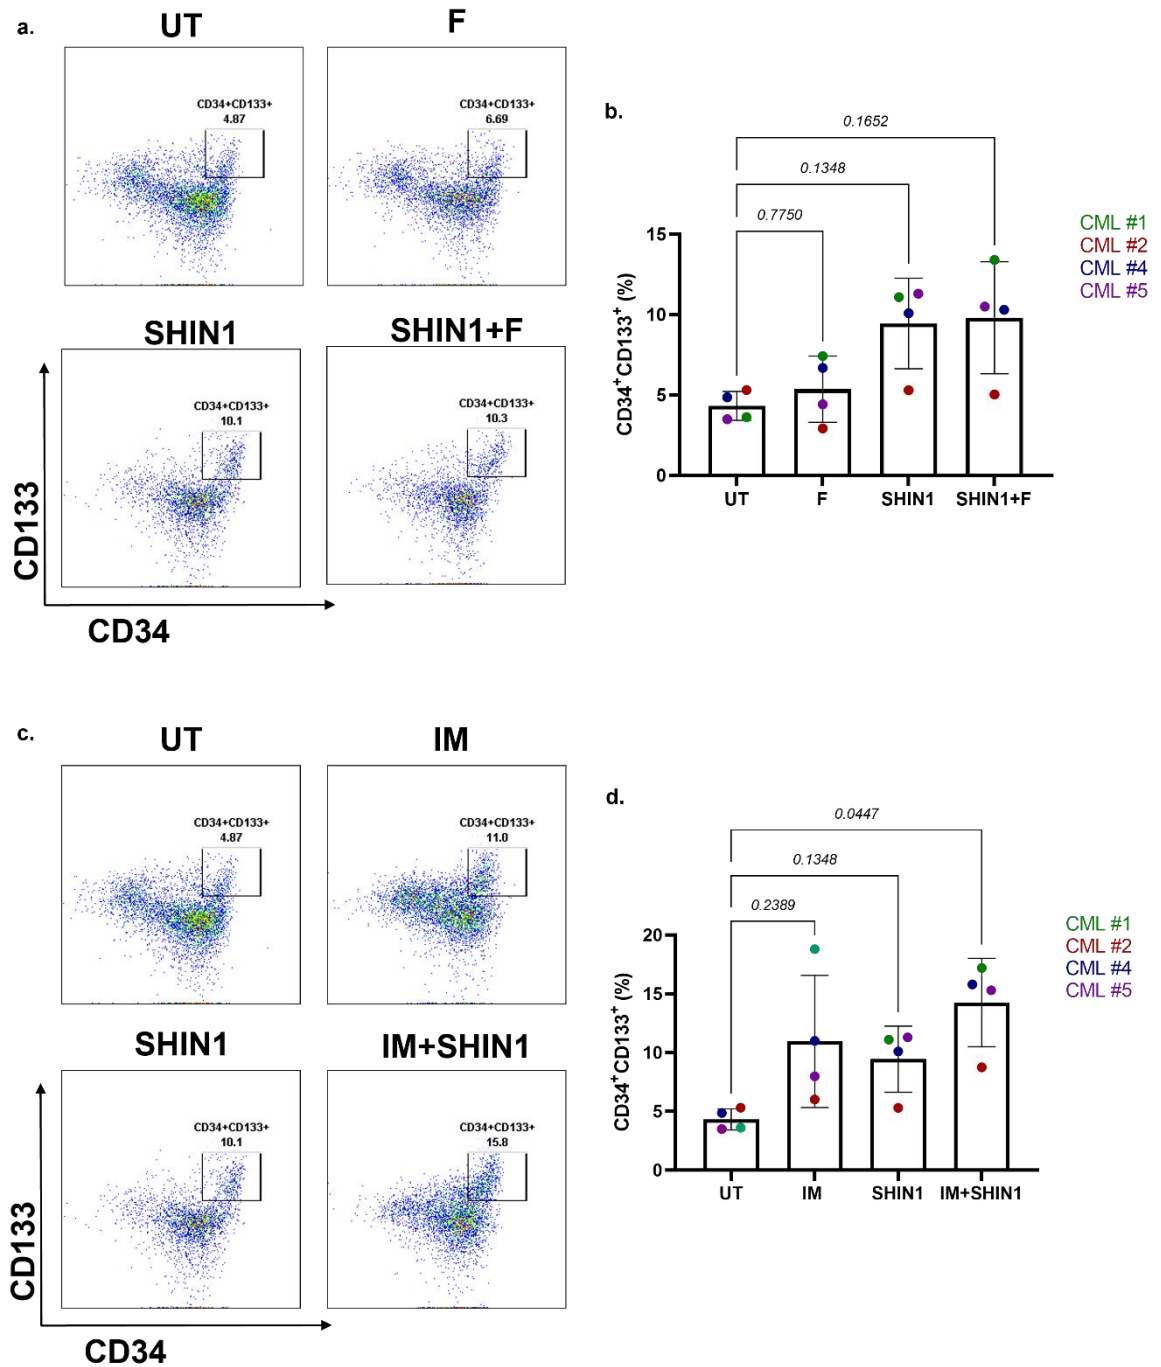 a.
UT
F
CD34+CD133+
4.87
CD34+CD133+
6.69
SHIN1
SHIN1+F
CD34+CD133+
10.1
CD34+CD133+
10.3
CD133
CD34
b.
0.1652
0.1348
0.7750
CD34⁺CD133⁺ (%)
15
10
5
0
UT
F
SHIN1
SHIN1+F
CML #1
CML #2
CML #4
CML #5
c.
UT
IM
CD34+CD133+
4.87
CD34+CD133+
11.0
SHIN1
IM+SHIN1
CD34+CD133+
10.1
CD34+CD133+
15.8
CD133
CD34
d.
0.0447
0.1348
0.2389
CD34⁺CD133⁺ (%)
20
15
10
5
0
UT
IM
SHIN1
IM+SHIN1
CML #1
CML #2
CML #4
CML #5